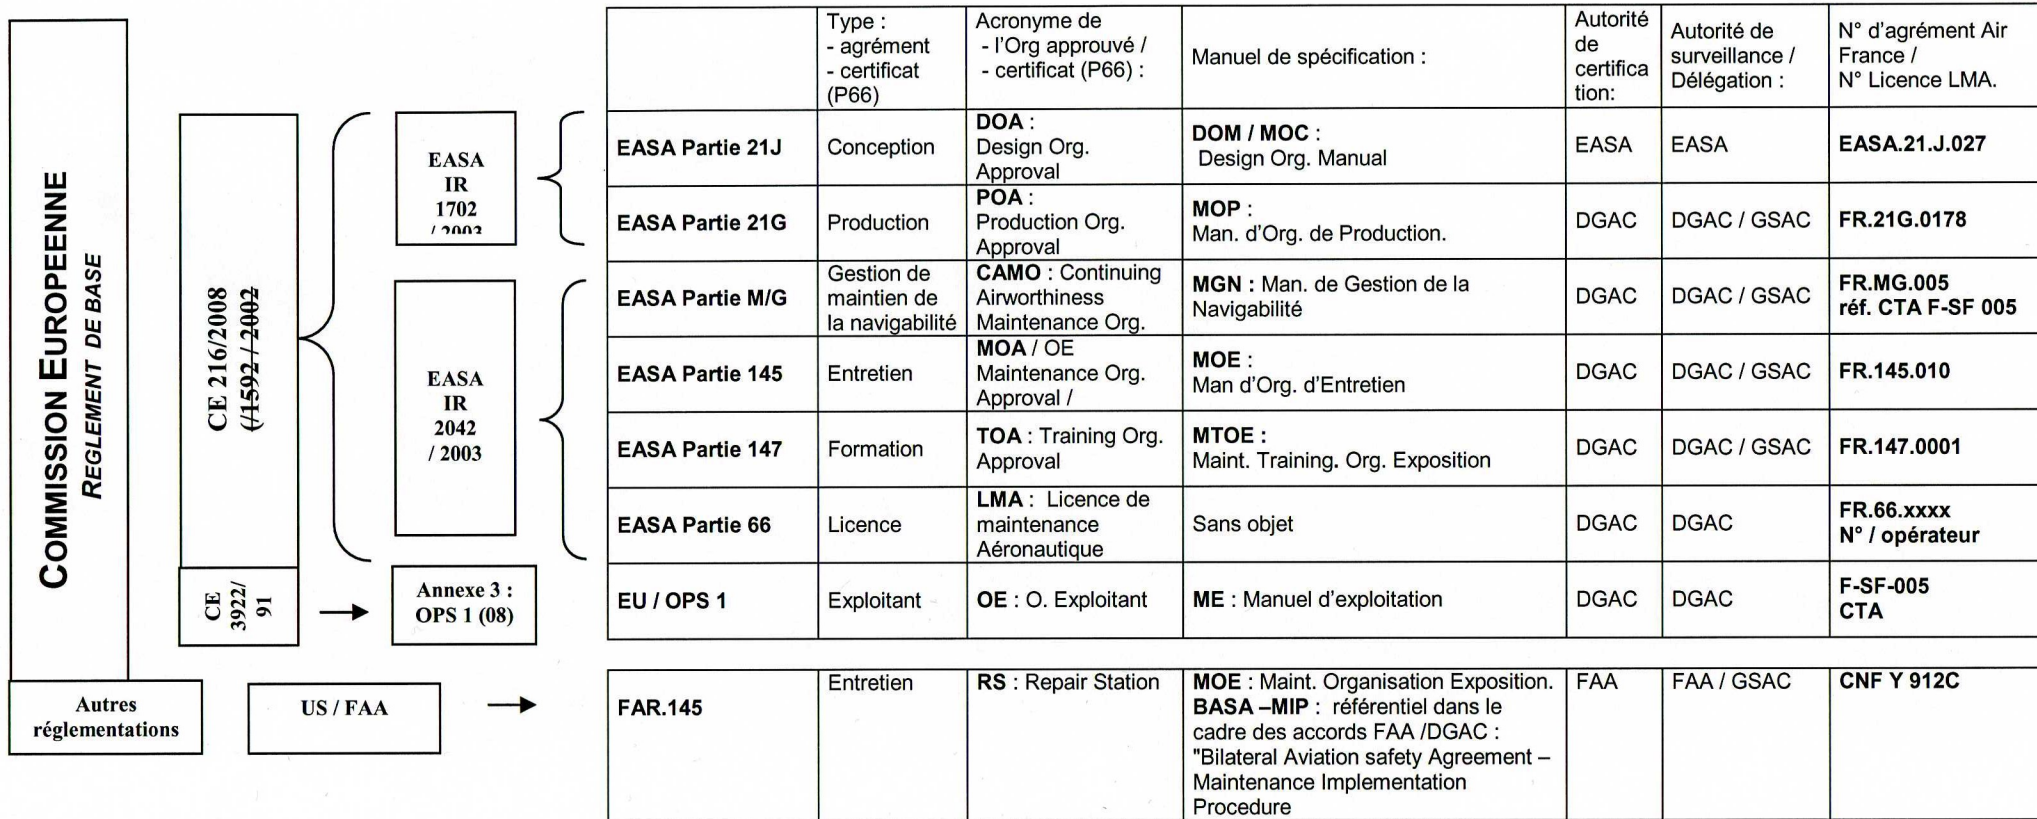 COMMISSION EUROPEENNE
REGLEMENT DE BASE
CE 216/2008
(/1592 / 2002
CE
3922/
91
EASA
IR
1702
/ 2003
EASA
IR
2042
/ 2003
Annexe 3 :
OPS 1 (08)
Type :
- agrément
- certificat
(P66)
Acronyme de
- l'Org approuvé /
- certificat (P66) :
Manuel de spécification :
Autorité
de
certifica
tion:
Autorité de
surveillance /
Délégation :
N° d'agrément Air
France /
N° Licence LMA.
EASA Partie 21J
Conception
DOA :
Design Org.
Approval
DOM / MOC :
Design Org. Manual
EASA
EASA
EASA.21.J.027
EASA Partie 21G
Production
POA :
Production Org.
Approval
MOP :
Man. d'Org. de Production.
DGAC
DGAC / GSAC
FR.21G.0178
EASA Partie M/G
Gestion de
maintien de
la navigabilité
CAMO : Continuing
Airworthiness
Maintenance Org.
MGN : Man. de Gestion de la
Navigabilité
DGAC
DGAC / GSAC
FR.MG.005
réf. CTA F-SF 005
EASA Partie 145
Entretien
MOA / OE
Maintenance Org.
Approval /
MOE :
Man d'Org. d'Entretien
DGAC
DGAC / GSAC
FR.145.010
EASA Partie 147
Formation
TOA : Training Org.
Approval
MTOE :
Maint. Training. Org. Exposition
DGAC
DGAC / GSAC
FR.147.0001
EASA Partie 66
Licence
LMA : Licence de
maintenance
Aéronautique
Sans objet
DGAC
DGAC
FR.66.xxxx
N° / opérateur
EU / OPS 1
Exploitant
OE : O. Exploitant
ME : Manuel d'exploitation
DGAC
DGAC
F-SF-005
CTA
Autres
réglementations
US / FAA
FAR.145
Entretien
RS : Repair Station
MOE : Maint. Organisation Exposition.
BASA –MIP : référentiel dans le
cadre des accords FAA /DGAC :
"Bilateral Aviation safety Agreement –
Maintenance Implementation
Procedure
FAA
FAA / GSAC
CNF Y 912C